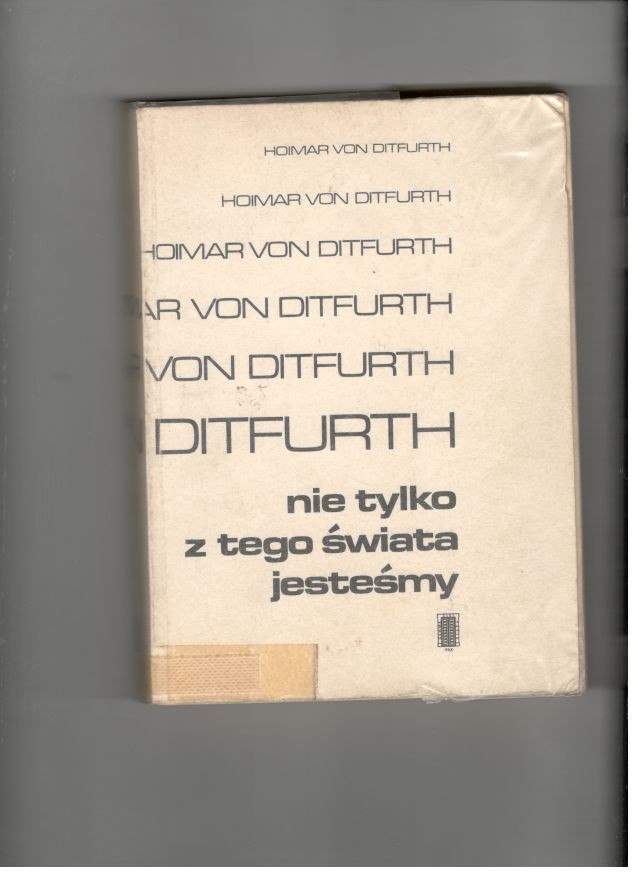 HOIMAR VON DITFURTH
HOIMAR VON DITFURTH
HOIMAR VON DITFURTH
AR VON DITFURTH
VON DITFURTH
DITFURTH
nie tylko
z tego świata
jesteśmy
PAX